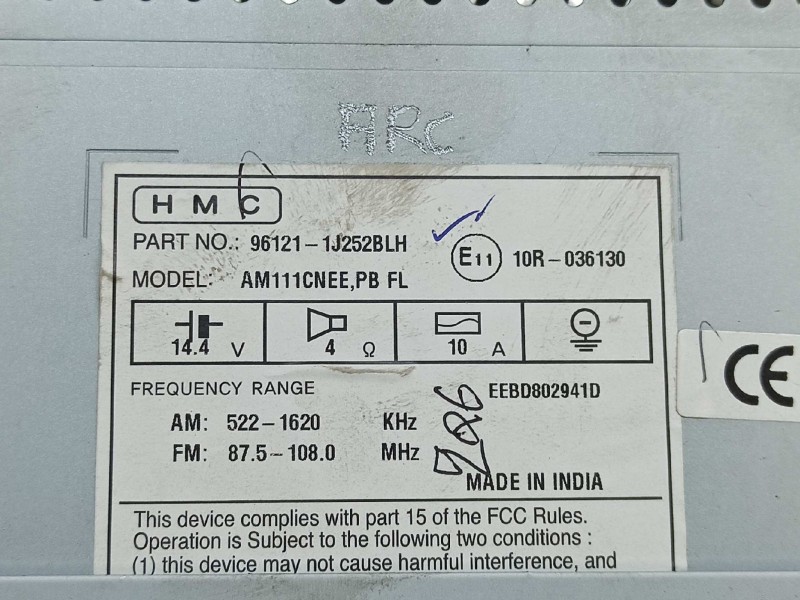 ARC
HMC
PART NO.: 96121-1J252BLH
E11 10R-036130
MODEL: AM111CNEE,PB FL
14.4 V 4 Ω 10 A
FREQUENCY RANGE EEBD802941D
AM: 522-1620 KHz
FM: 87.5-108.0 MHz
226
MADE IN INDIA
CE
This device complies with part 15 of the FCC Rules.
Operation is Subject to the following two conditions :
(1) this device may not cause harmful interference, and